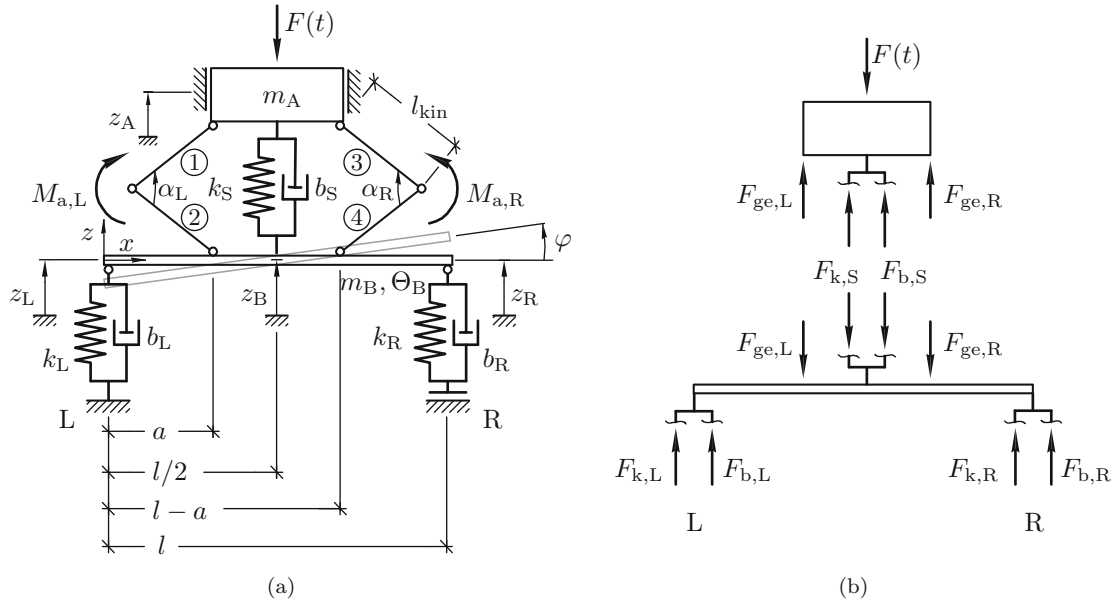 F(t)
m_A
z_A
l_kin
① ③
M_a,L α_L k_S b_S α_R M_a,R
② ④
z x φ
z_L z_B m_B, Θ_B z_R
k_L b_L k_R b_R
L R
a
l/2
l − a
l
(a)
F(t)
F_ge,L F_ge,R
F_k,S F_b,S
F_ge,L F_ge,R
F_k,L F_b,L F_k,R F_b,R
L R
(b)